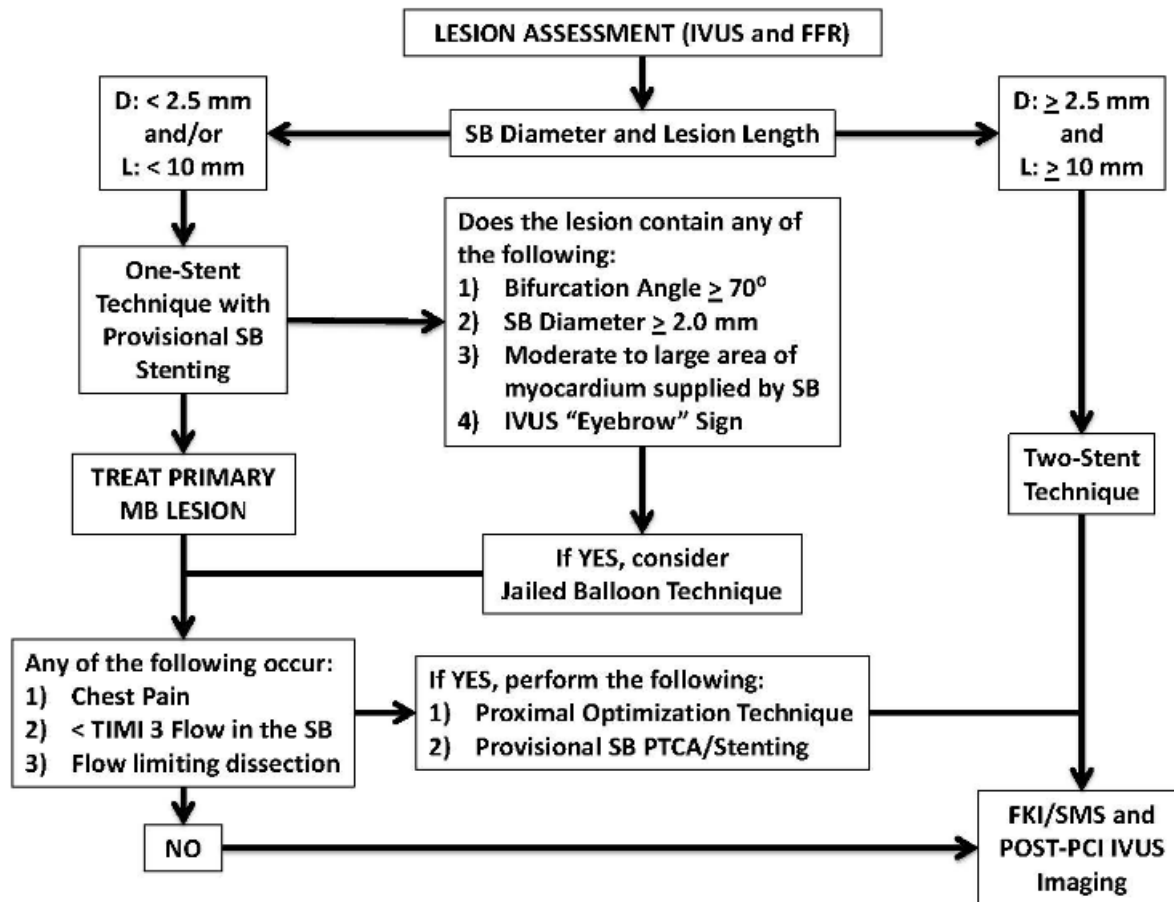 LESION ASSESSMENT (IVUS and FFR)
D: < 2.5 mm
and/or
L: < 10 mm
SB Diameter and Lesion Length
D: ≥ 2.5 mm
and
L: ≥ 10 mm
One-Stent
Technique with
Provisional SB
Stenting
Does the lesion contain any of
the following:
1) Bifurcation Angle ≥ 70°
2) SB Diameter ≥ 2.0 mm
3) Moderate to large area of
myocardium supplied by SB
4) IVUS “Eyebrow” Sign
TREAT PRIMARY
MB LESION
Two-Stent
Technique
If YES, consider
Jailed Balloon Technique
Any of the following occur:
1) Chest Pain
2) < TIMI 3 Flow in the SB
3) Flow limiting dissection
If YES, perform the following:
1) Proximal Optimization Technique
2) Provisional SB PTCA/Stenting
NO
FKI/SMS and
POST-PCI IVUS
Imaging